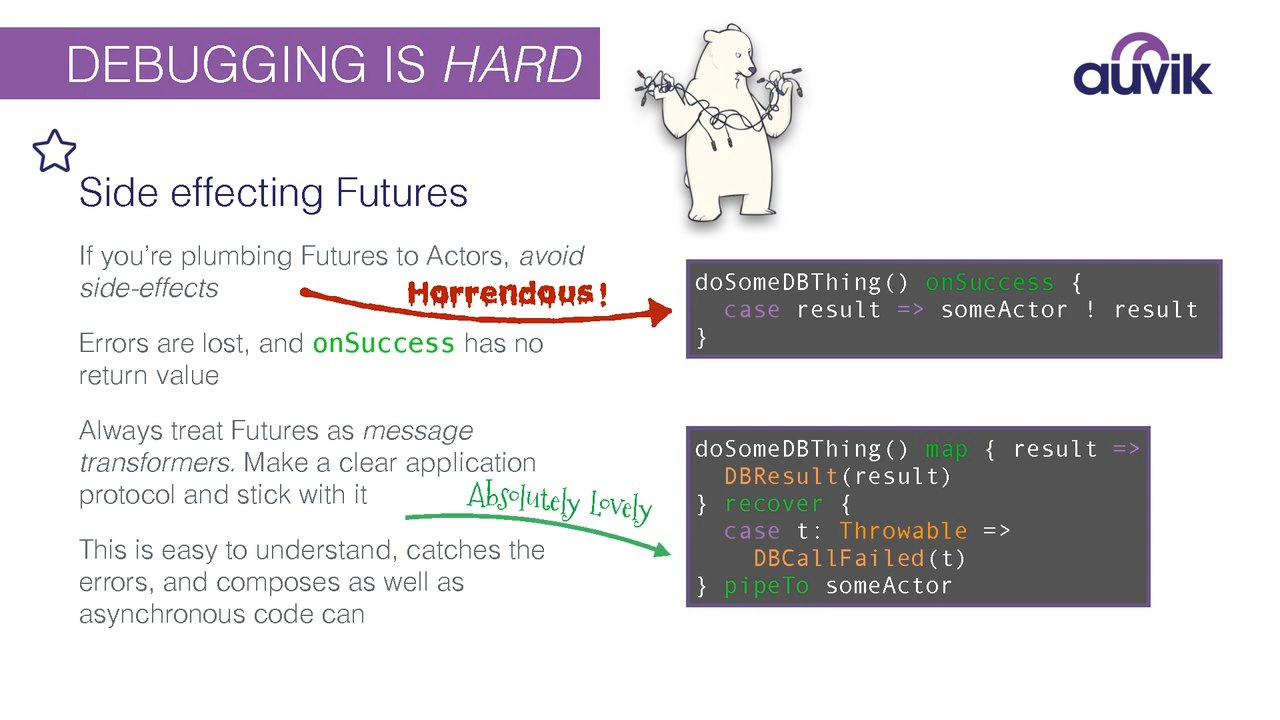 DEBUGGING IS HARD
auvik
Side effecting Futures
If you’re plumbing Futures to Actors, avoid
side-effects
Horrendous!
Errors are lost, and onSuccess has no
return value
Always treat Futures as message
transformers. Make a clear application
protocol and stick with it
Absolutely Lovely
This is easy to understand, catches the
errors, and composes as well as
asynchronous code can
doSomeDBThing() onSuccess {
  case result => someActor ! result
}
doSomeDBThing() map { result =>
  DBResult(result)
} recover {
  case t: Throwable =>
    DBCallFailed(t)
} pipeTo someActor